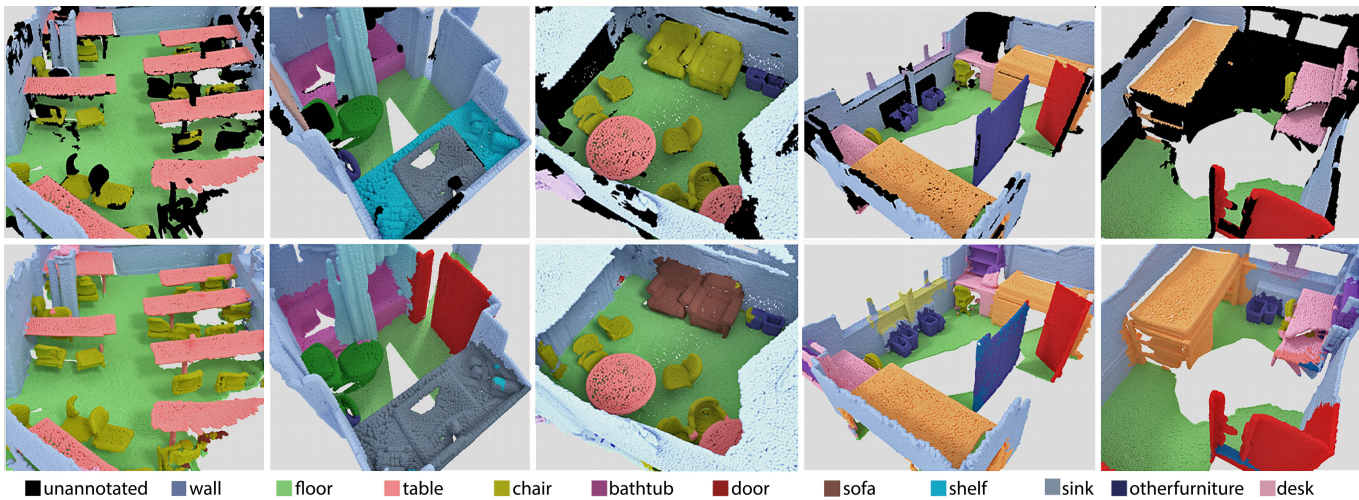 unannotated wall floor table chair bathtub door sofa shelf sink otherfurniture desk